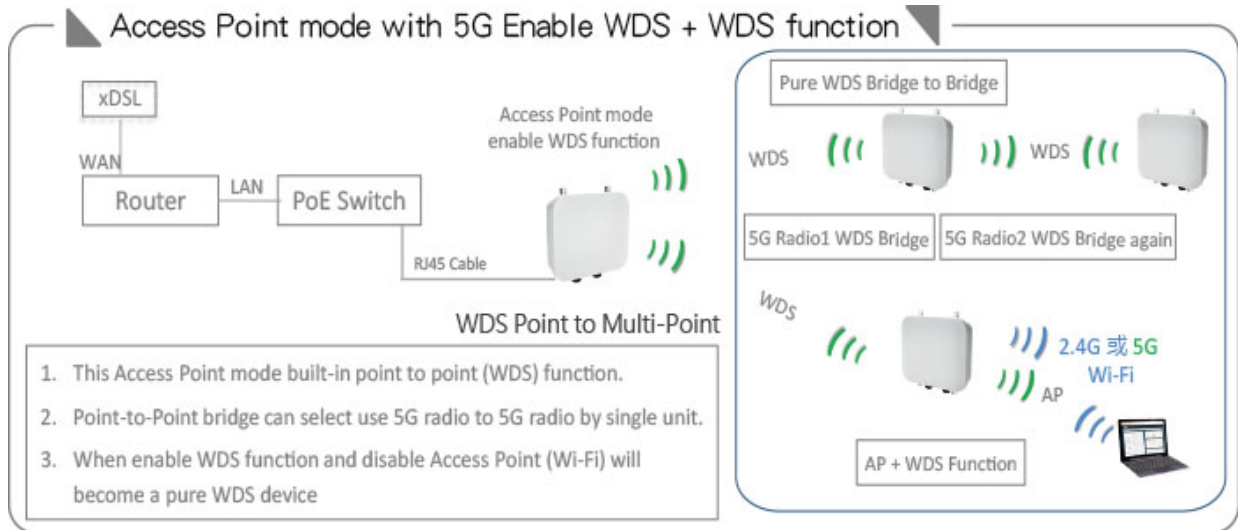 Access Point mode with 5G Enable WDS + WDS function
xDSL
WAN
Router
LAN
PoE Switch
RJ45 Cable
Access Point mode
enable WDS function
WDS Point to Multi-Point
1. This Access Point mode built-in point to point (WDS) function.
2. Point-to-Point bridge can select use 5G radio to 5G radio by single unit.
3. When enable WDS function and disable Access Point (Wi-Fi) will
become a pure WDS device
Pure WDS Bridge to Bridge
WDS
WDS
5G Radio1 WDS Bridge
5G Radio2 WDS Bridge again
WDS
2.4G 或 5G
Wi-Fi
AP
AP + WDS Function